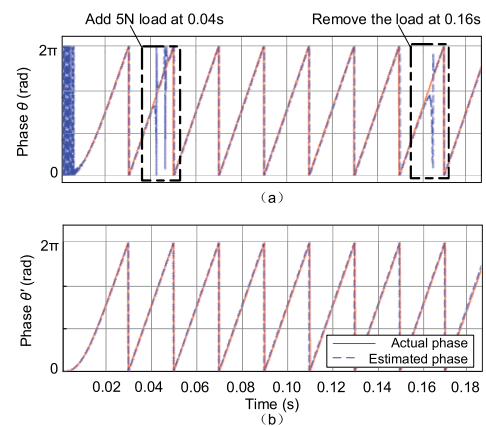 Add 5N load at 0.04s
Remove the load at 0.16s
2π
Phase θ (rad)
0
（a）
2π
Phase θ' (rad)
0
Actual phase
Estimated phase
0.02 0.04 0.06 0.08 0.10 0.12 0.14 0.16 0.18
Time (s)
（b）